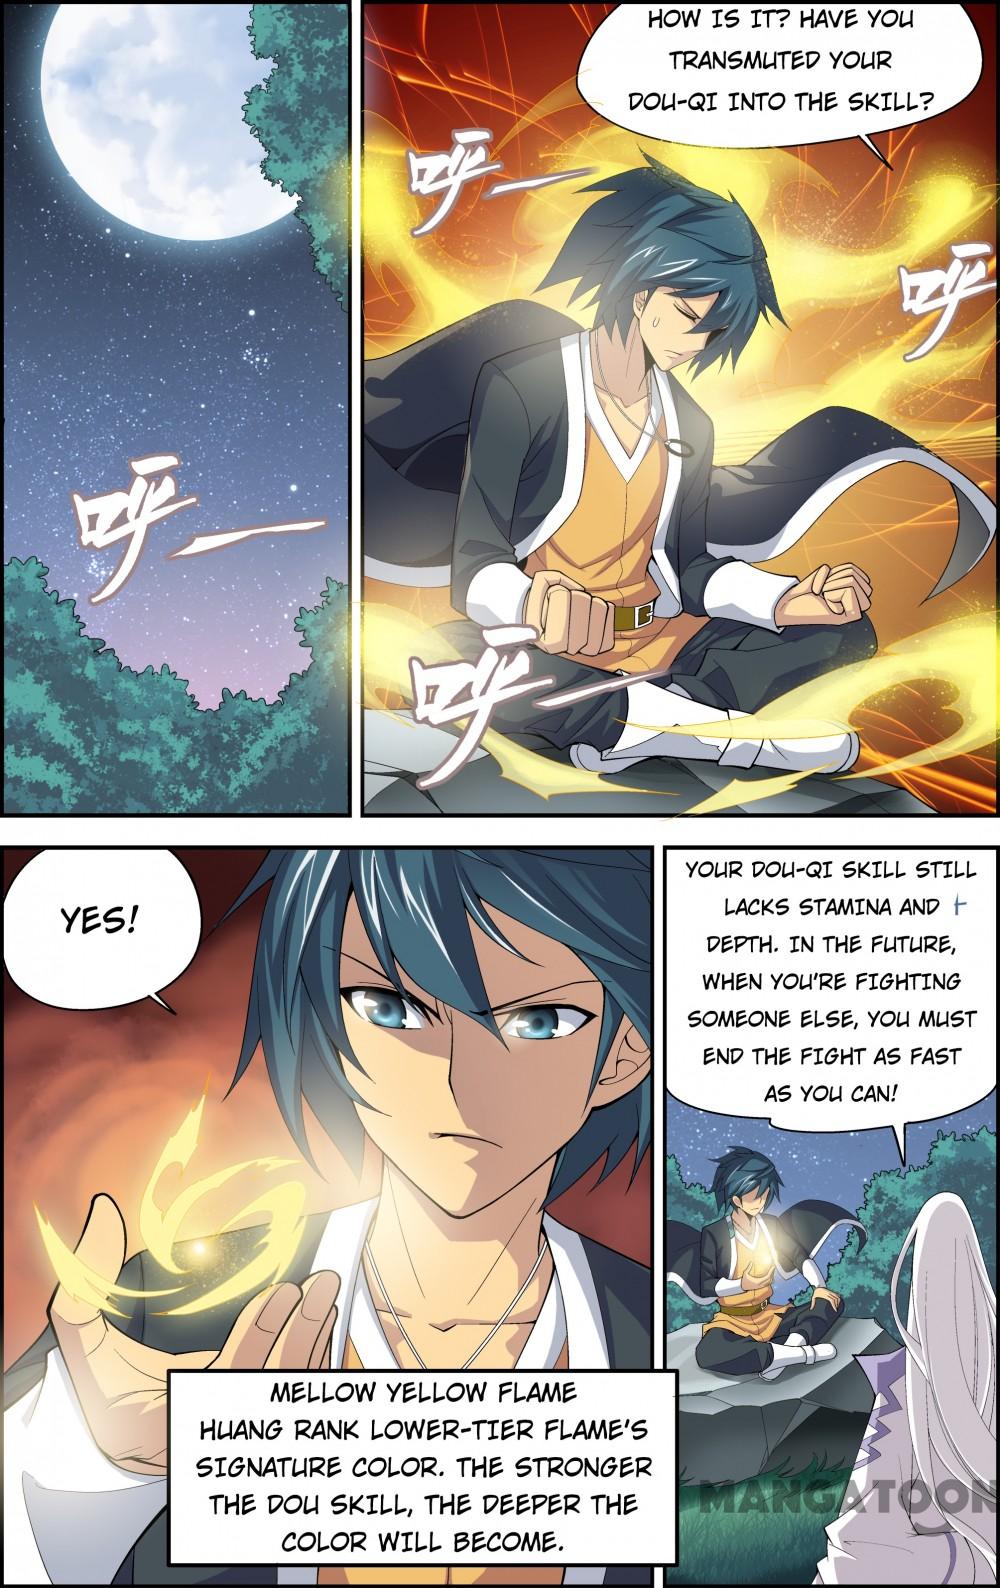 HOW IS IT? HAVE YOU
TRANSMUTED YOUR
DOU-QI INTO THE SKILL?
呼—
呼
呼—
呼—
YES!
YOUR DOU-QI SKILL STILL
LACKS STAMINA AND
DEPTH. IN THE FUTURE,
WHEN YOU'RE FIGHTING
SOMEONE ELSE, YOU MUST
END THE FIGHT AS FAST
AS YOU CAN!
MELLOW YELLOW FLAME
HUANG RANK LOWER-TIER FLAME'S
SIGNATURE COLOR. THE STRONGER
THE DOU SKILL, THE DEEPER THE
COLOR WILL BECOME.
MANGATOON